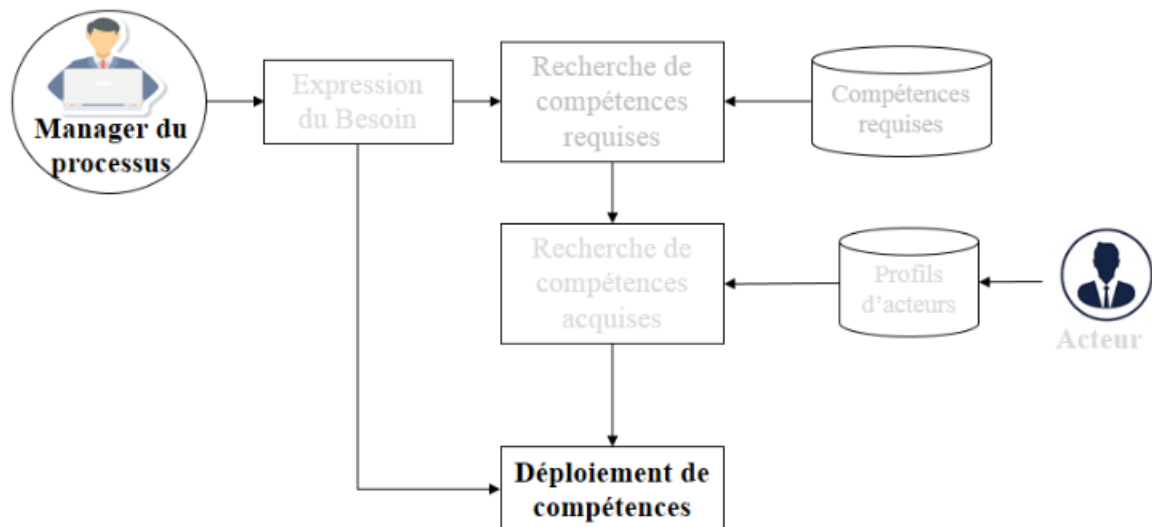 Manager du
processus
Expression
du Besoin
Recherche de
compétences
requises
Compétences
requises
Recherche de
compétences
acquises
Profils
d’acteurs
Acteur
Déploiement de
compétences